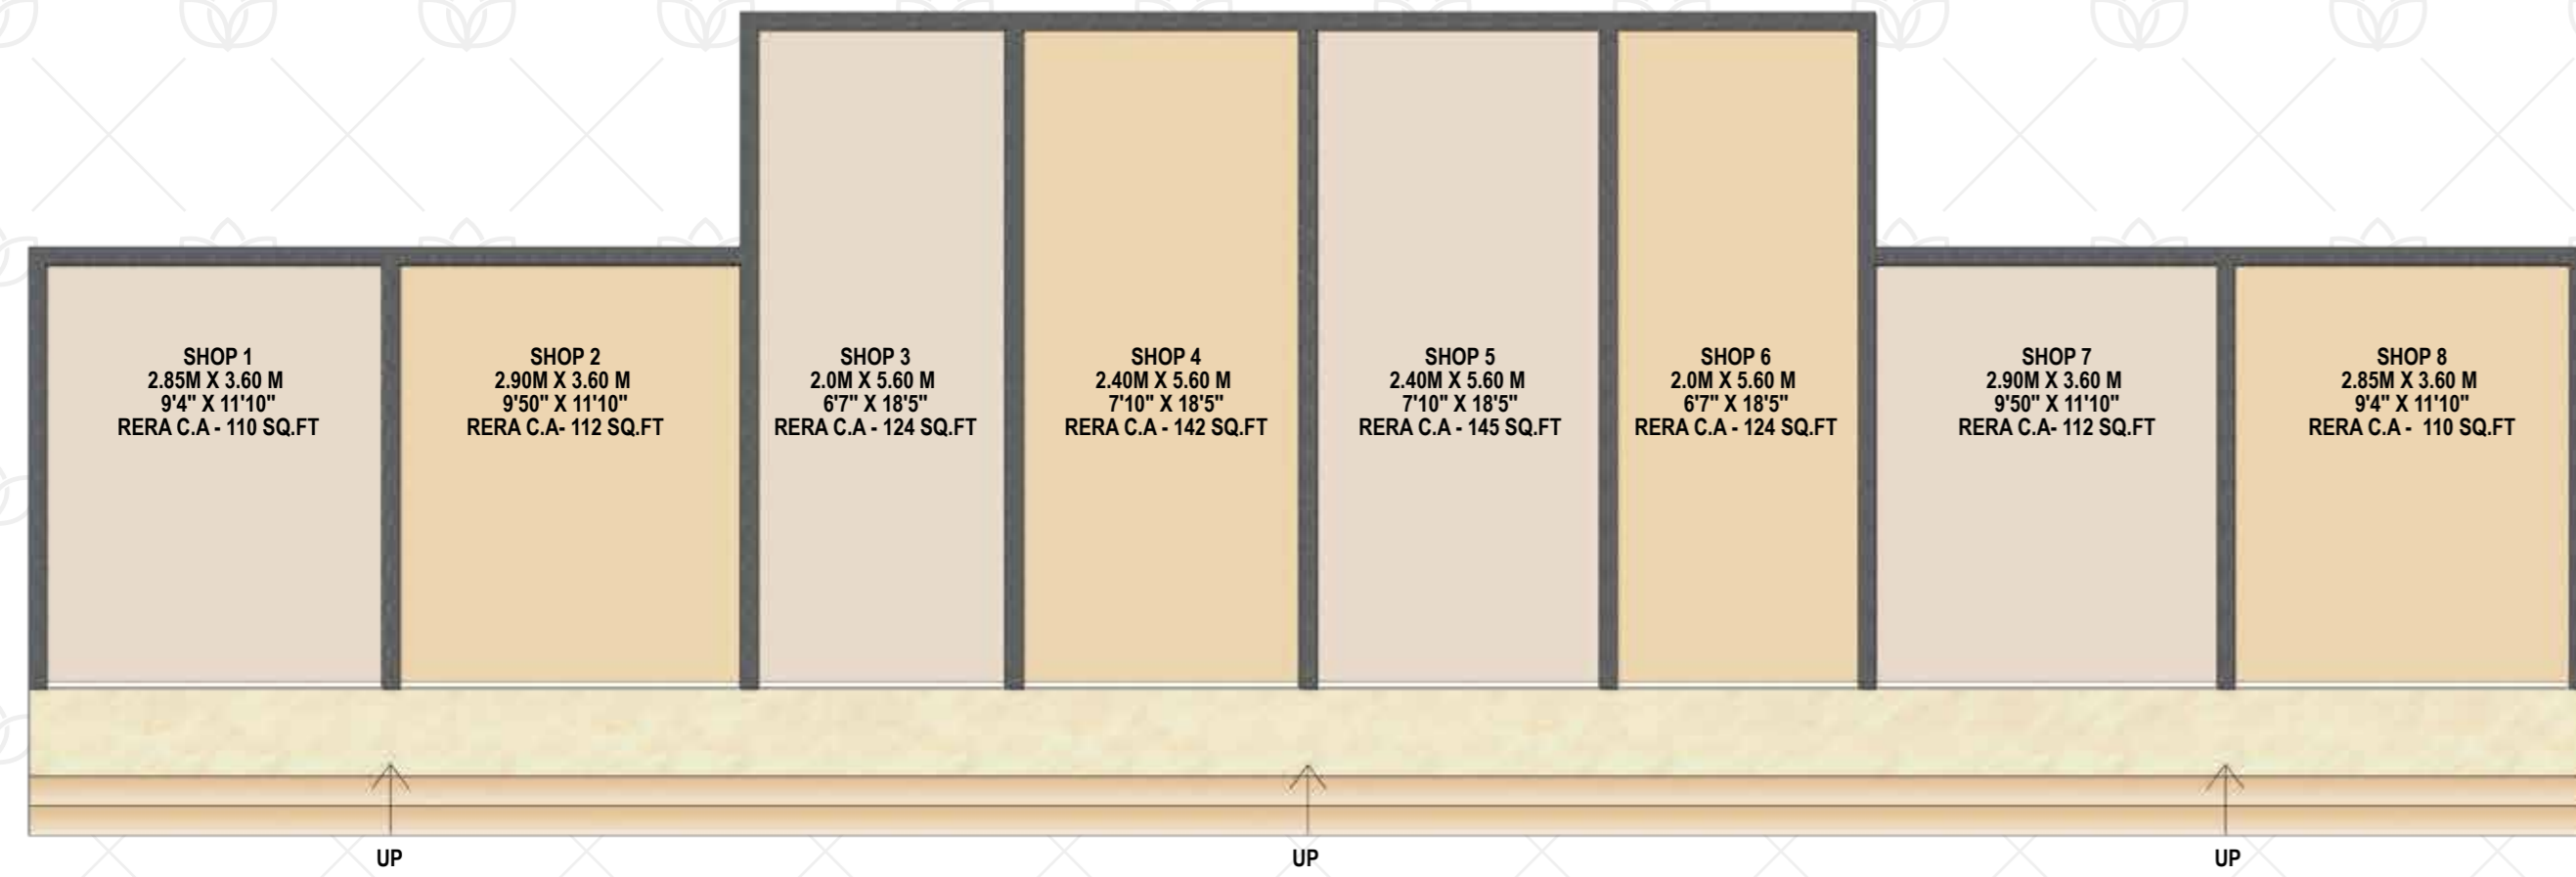 SHOP 1
2.85M X 3.60 M
9'4" X 11'10"
RERA C.A - 110 SQ.FT
SHOP 2
2.90M X 3.60 M
9'50" X 11'10"
RERA C.A- 112 SQ.FT
SHOP 3
2.0M X 5.60 M
6'7" X 18'5"
RERA C.A - 124 SQ.FT
SHOP 4
2.40M X 5.60 M
7'10" X 18'5"
RERA C.A - 142 SQ.FT
SHOP 5
2.40M X 5.60 M
7'10" X 18'5"
RERA C.A - 145 SQ.FT
SHOP 6
2.0M X 5.60 M
6'7" X 18'5"
RERA C.A - 124 SQ.FT
SHOP 7
2.90M X 3.60 M
9'50" X 11'10"
RERA C.A- 112 SQ.FT
SHOP 8
2.85M X 3.60 M
9'4" X 11'10"
RERA C.A -  110 SQ.FT
UP
UP
UP